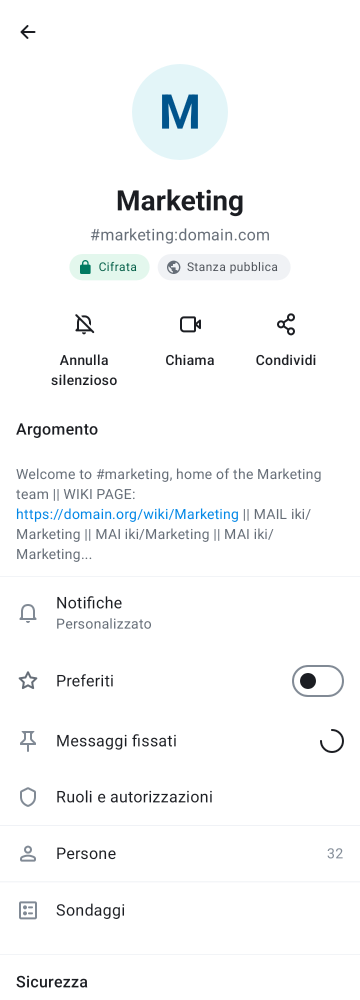 M
Marketing
#marketing:domain.com
Cifrata
Stanza pubblica
Annulla
silenzioso
Chiama
Condividi
Argomento
Welcome to #marketing, home of the Marketing
team || WIKI PAGE:
https://domain.org/wiki/Marketing || MAIL iki/
Marketing || MAI iki/Marketing || MAI iki/
Marketing...
Notifiche
Personalizzato
Preferiti
Messaggi fissati
Ruoli e autorizzazioni
Persone
32
Sondaggi
Sicurezza